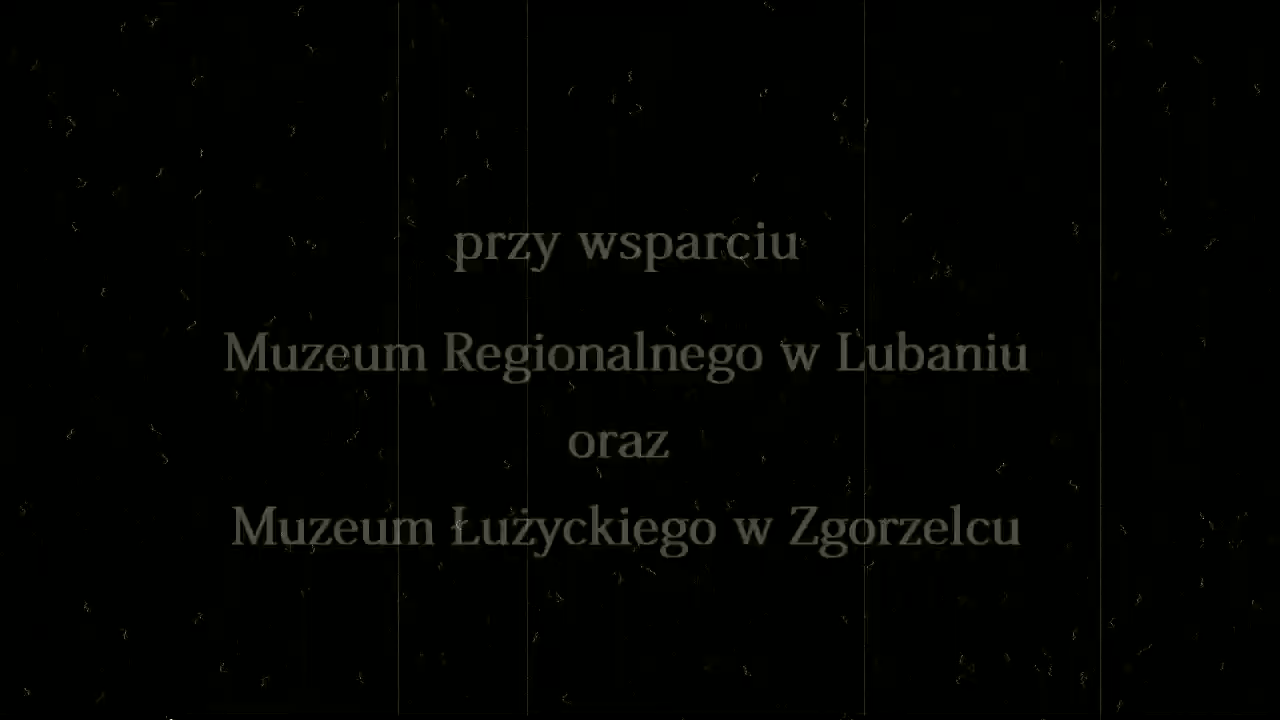 przy wsparciu
Muzeum Regionalnego w Lubaniu
oraz
Muzeum Łużyckiego w Zgorzelcu